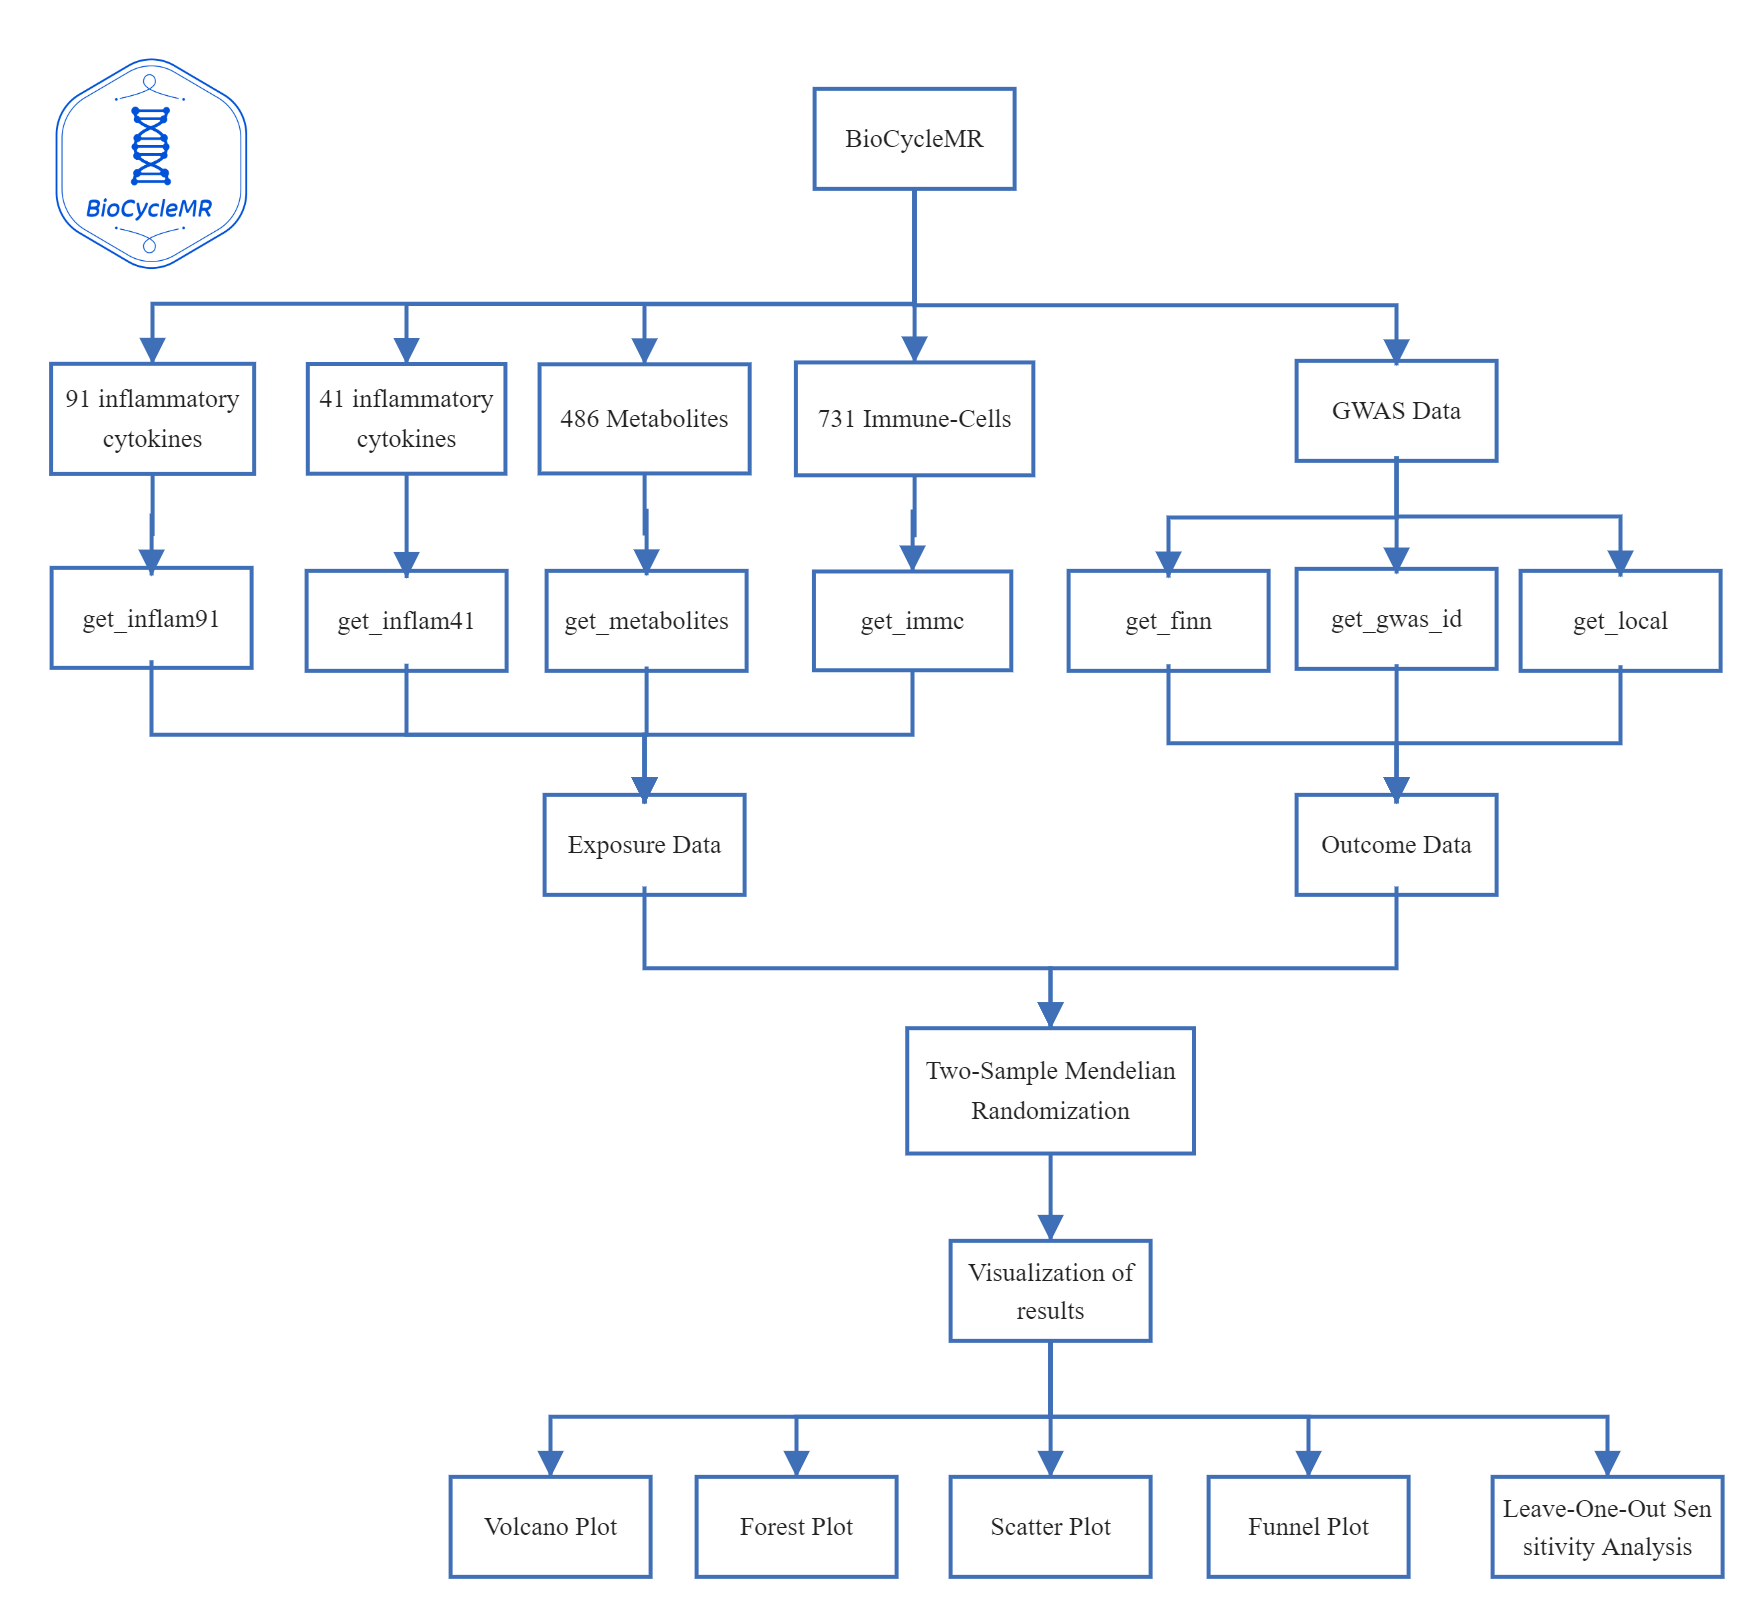 BioCycleMR
BioCycleMR
91 inflammatory
cytokines
41 inflammatory
cytokines
486 Metabolites
731 Immune-Cells
GWAS Data
get_inflam91
get_inflam41
get_metabolites
get_immc
get_finn
get_gwas_id
get_local
Exposure Data
Outcome Data
Two-Sample Mendelian
Randomization
Visualization of
results
Volcano Plot
Forest Plot
Scatter Plot
Funnel Plot
Leave-One-Out Sen
sitivity Analysis